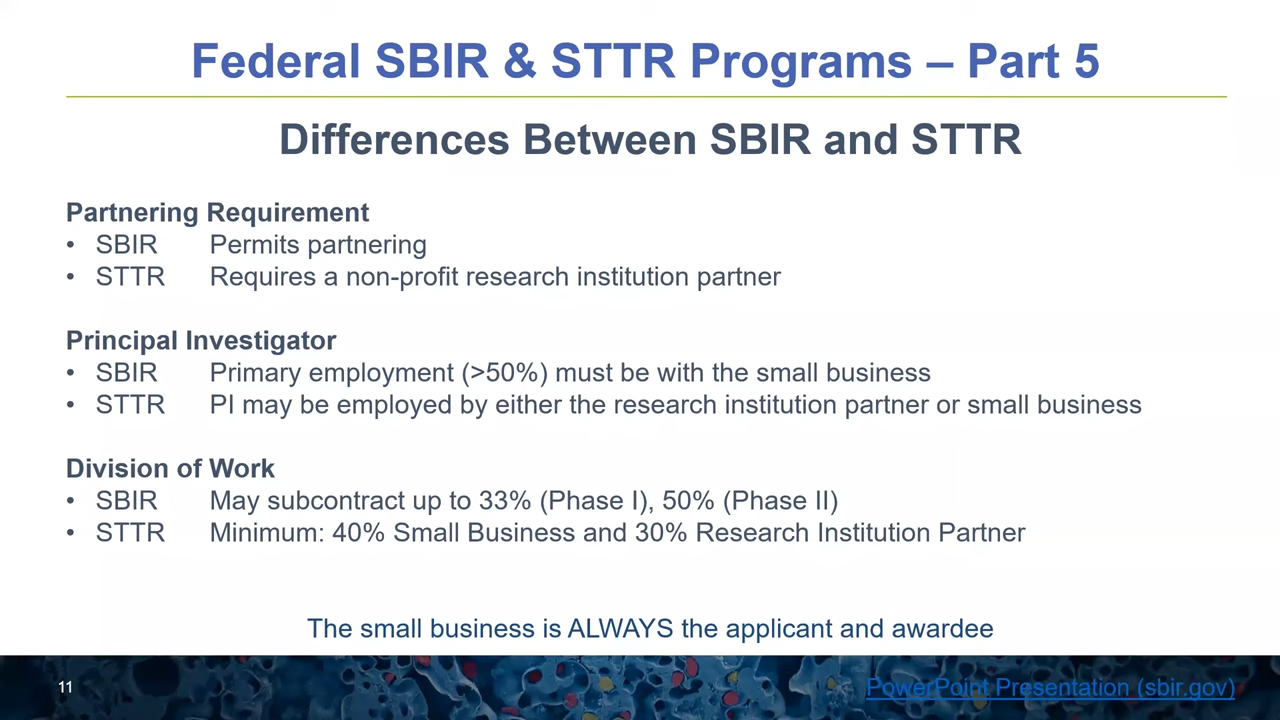 Federal SBIR & STTR Programs – Part 5
Differences Between SBIR and STTR
Partnering Requirement
• SBIR Permits partnering
• STTR Requires a non-profit research institution partner
Principal Investigator
• SBIR Primary employment (>50%) must be with the small business
• STTR PI may be employed by either the research institution partner or small business
Division of Work
• SBIR May subcontract up to 33% (Phase I), 50% (Phase II)
• STTR Minimum: 40% Small Business and 30% Research Institution Partner
The small business is ALWAYS the applicant and awardee
11
PowerPoint Presentation (sbir.gov)